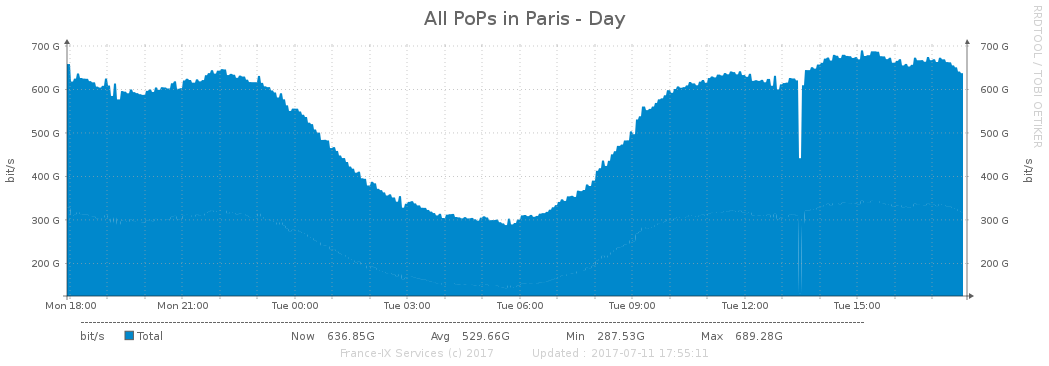 All PoPs in Paris - Day
RRDTOOL / TOBI OETIKER
700 G 700 G
600 G 600 G
500 G 500 G
400 G 400 G
300 G 300 G
200 G 200 G
bit/s bit/s
Mon 18:00 Mon 21:00 Tue 00:00 Tue 03:00 Tue 06:00 Tue 09:00 Tue 12:00 Tue 15:00
bit/s Total Now 636.85G Avg 529.66G Min 287.53G Max 689.28G
France-IX Services (c) 2017 Updated : 2017-07-11 17:55:11